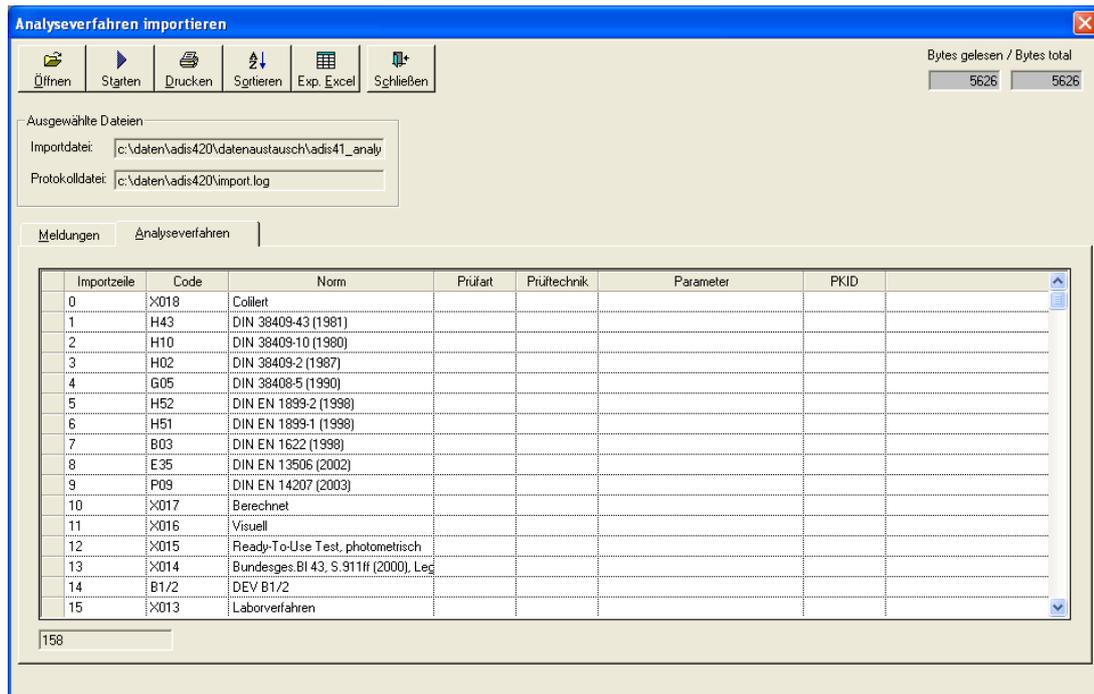 Analyseverfahren importieren
Öffnen Starten Drucken Sortieren Exp. Excel Schließen
Bytes gelesen / Bytes total
5626 5626
Ausgewählte Dateien
Importdatei: c:\daten\adis420\datenaustausch\adis41_analy
Protokolldatei: c:\daten\adis420\import.log
Meldungen Analyseverfahren
Importzeile Code Norm Prüfart Prüftechnik Parameter PKID
0 X018 Colilert
1 H43 DIN 38409-43 (1981)
2 H10 DIN 38409-10 (1980)
3 H02 DIN 38409-2 (1987)
4 G05 DIN 38408-5 (1990)
5 H52 DIN EN 1899-2 (1998)
6 H51 DIN EN 1899-1 (1998)
7 B03 DIN EN 1622 (1998)
8 E35 DIN EN 13506 (2002)
9 P09 DIN EN 14207 (2003)
10 X017 Berechnet
11 X016 Visuell
12 X015 Ready-To-Use Test, photometrisch
13 X014 Bundesges.Bl 43, S.911ff (2000), Leg
14 B1/2 DEV B1/2
15 X013 Laborverfahren
158